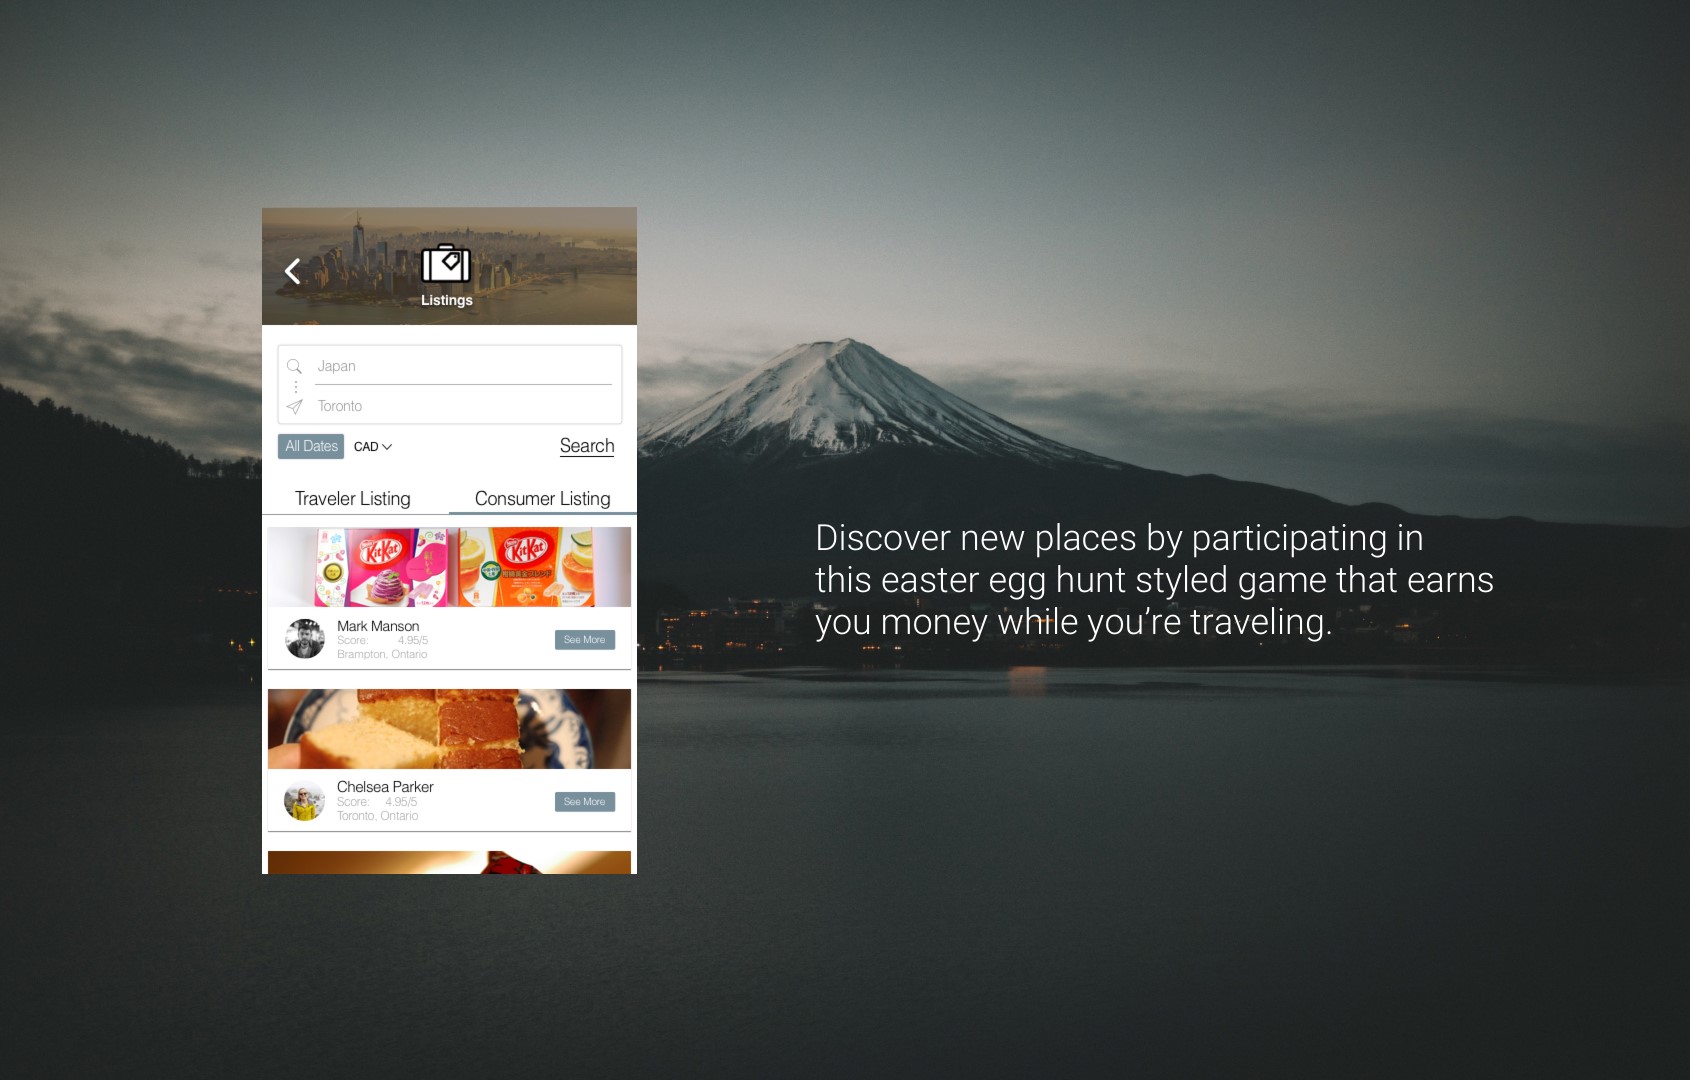 Listings
Japan
Toronto
All Dates CAD Search
Traveler Listing Consumer Listing
KitKat KitKat
Mark Manson
Score: 4.95/5
Brampton, Ontario
See More
Chelsea Parker
Score: 4.95/5
Toronto, Ontario
See More
Discover new places by participating in
this easter egg hunt styled game that earns
you money while you’re traveling.